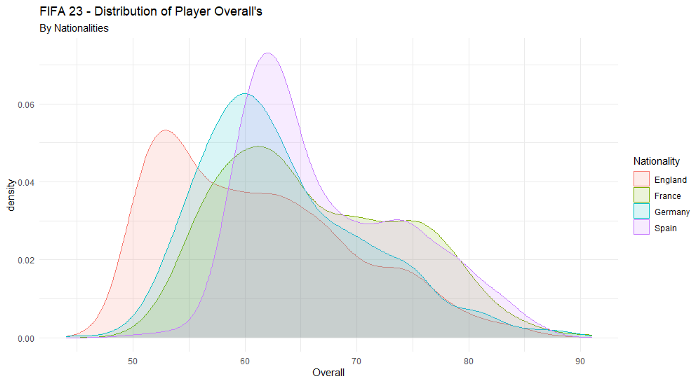 FIFA 23 - Distribution of Player Overall's
By Nationalities
density
0.06
0.04
0.02
0.00
50 60 70 80 90
Overall
Nationality
England
France
Germany
Spain